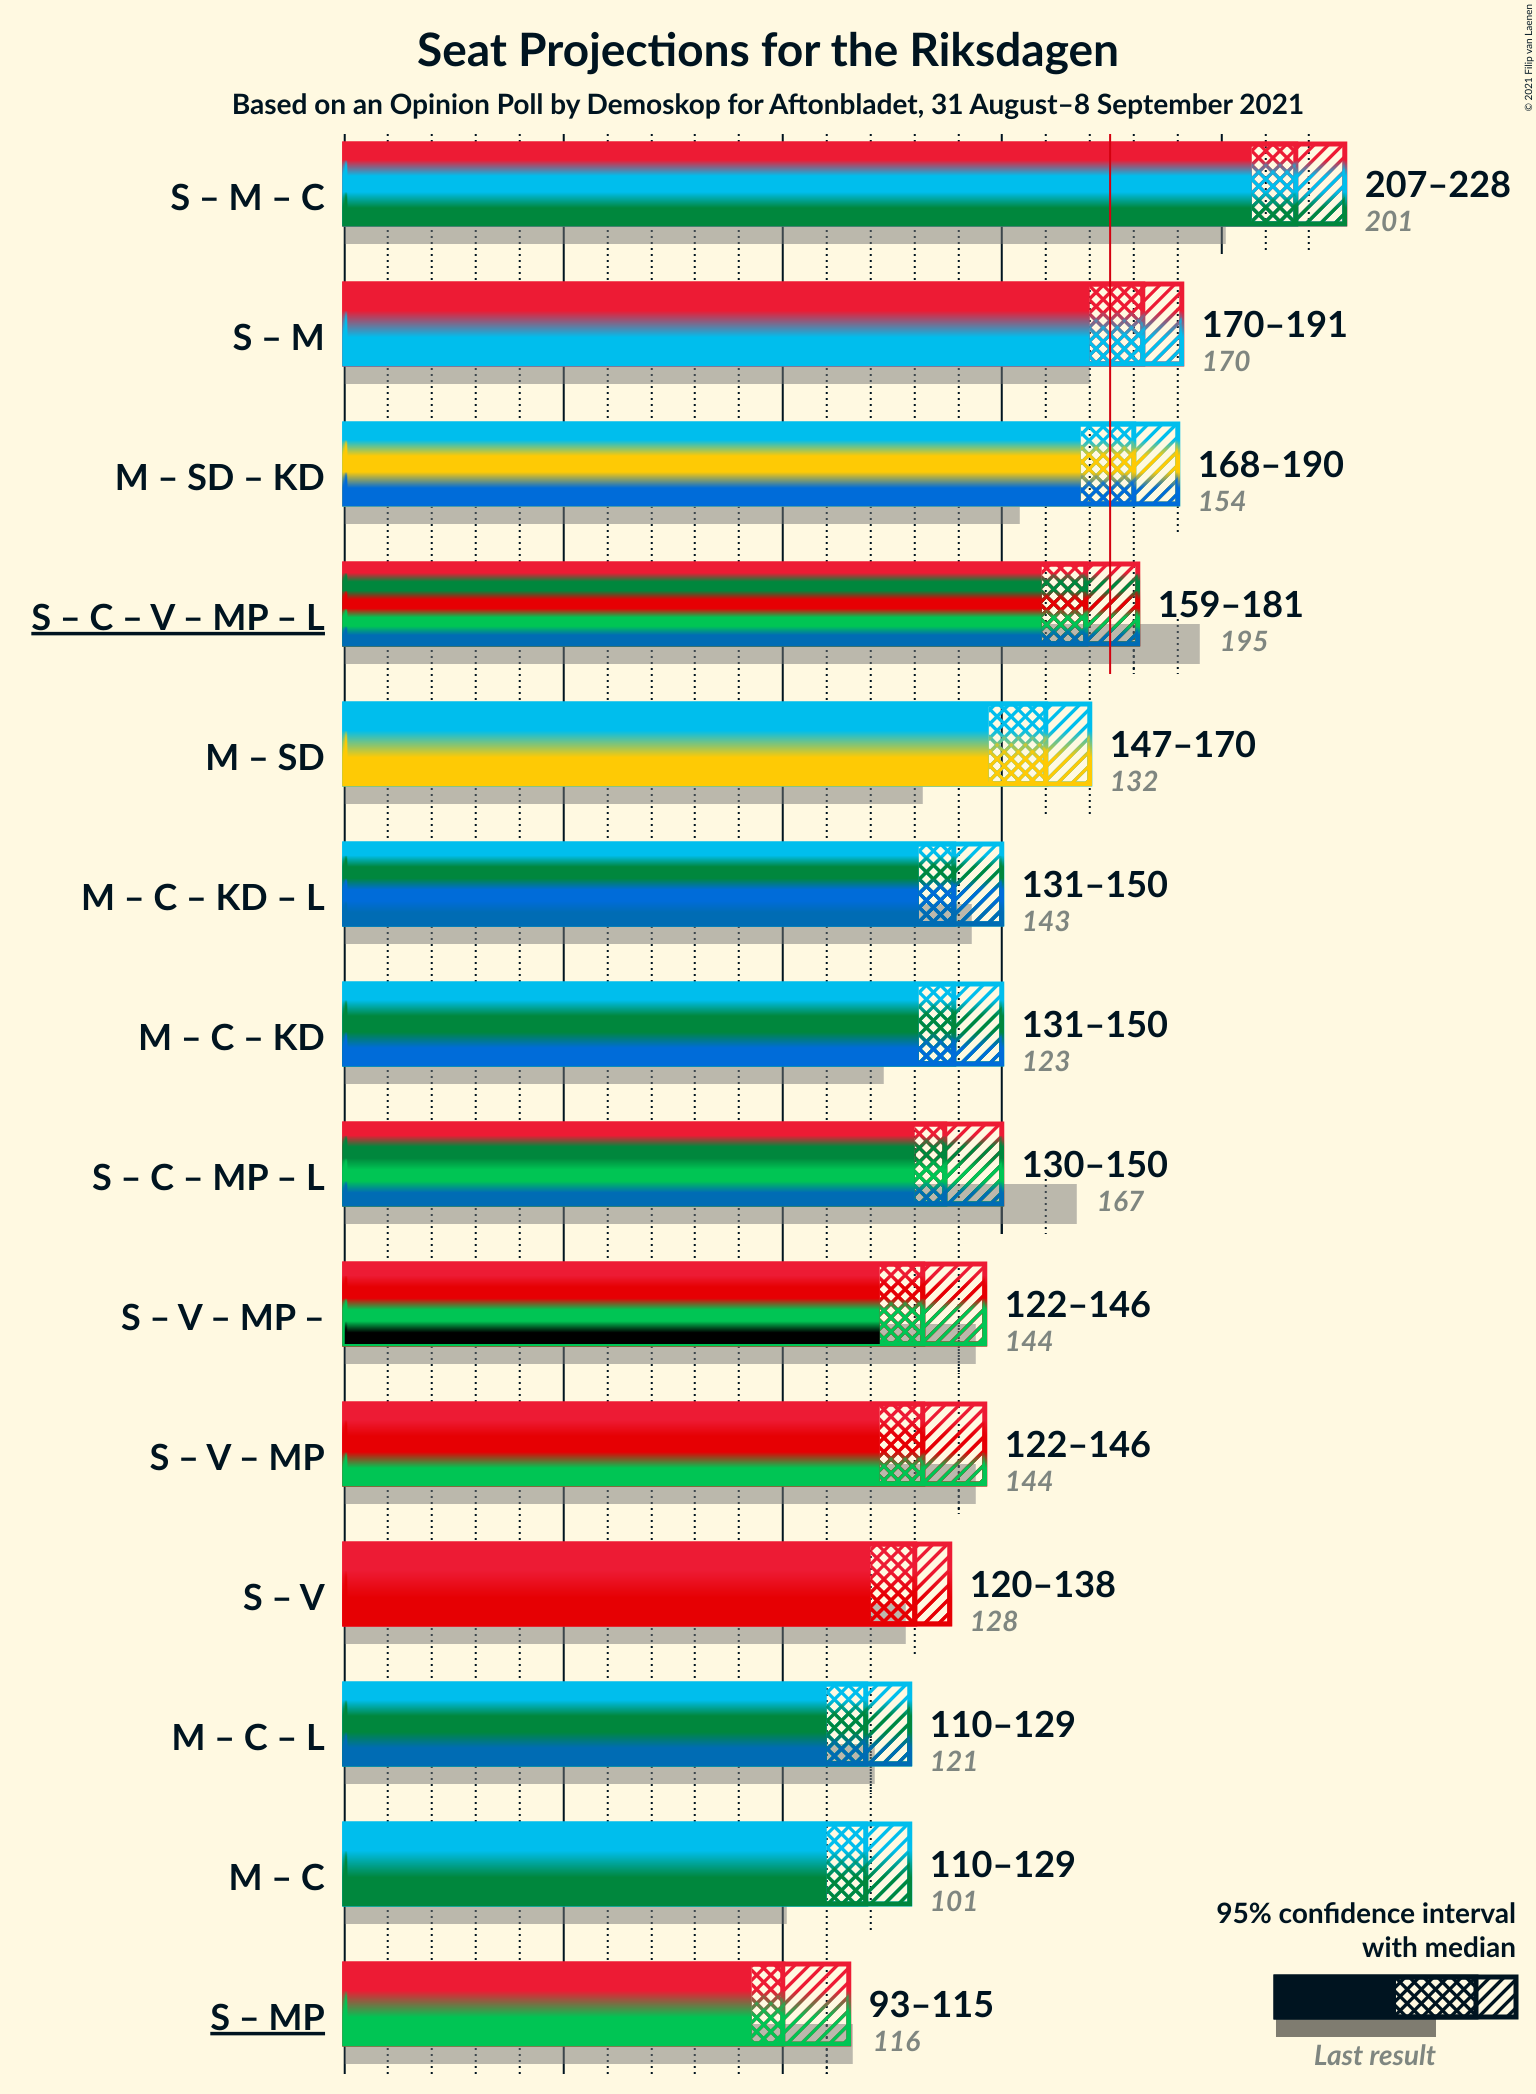 © 2021 Filip van Laenen
Seat Projections for the Riksdagen
Based on an Opinion Poll by Demoskop for Aftonbladet, 31 August–8 September 2021
S – M – C
207–228
201
S – M
170–191
170
M – SD – KD
168–190
154
S – C – V – MP – L
159–181
195
M – SD
147–170
132
M – C – KD – L
131–150
143
M – C – KD
131–150
123
S – C – MP – L
130–150
167
S – V – MP –
122–146
144
S – V – MP
122–146
144
S – V
120–138
128
M – C – L
110–129
121
M – C
110–129
101
S – MP
93–115
116
95% confidence interval
with median
Last result